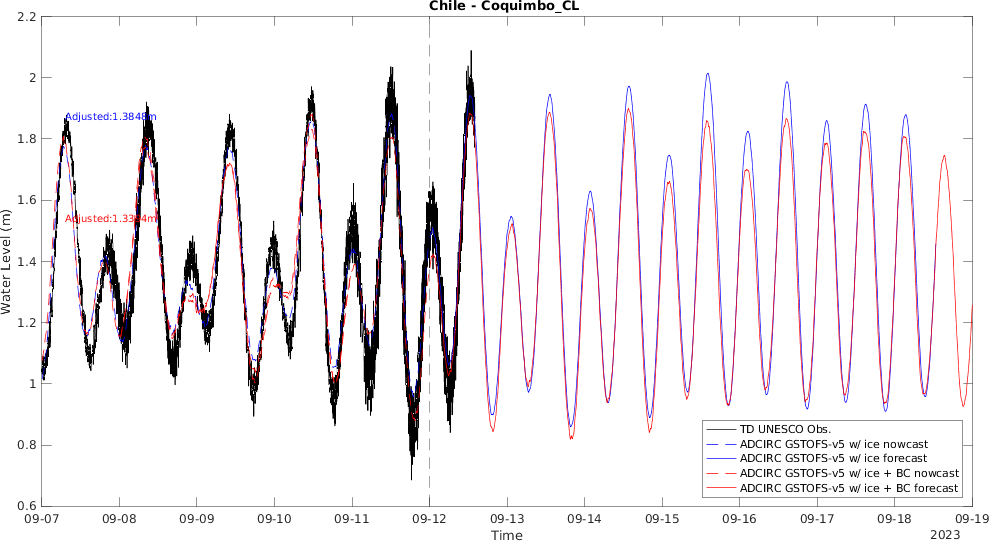 Chile - Coquimbo_CL
2.2
2
1.8
1.6
1.4
1.2
1
0.8
0.6
Water Level (m)
Adjusted:1.3848m
TD UNESCO Obs.
ADCIRC GSTOFS-v5 w/ ice nowcast
ADCIRC GSTOFS-v5 w/ ice forecast
ADCIRC GSTOFS-v5 w/ ice + BC nowcast
ADCIRC GSTOFS-v5 w/ ice + BC forecast
09-07 09-08 09-09 09-10 09-11 09-12 09-13 09-14 09-15 09-16 09-17 09-18 09-19
Time
2023